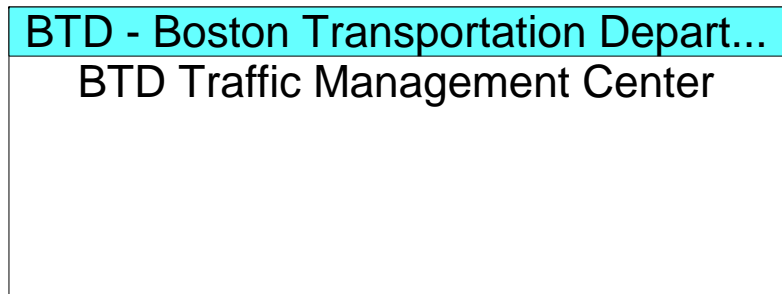 BTD - Boston Transportation Depart...
BTD Traffic Management Center